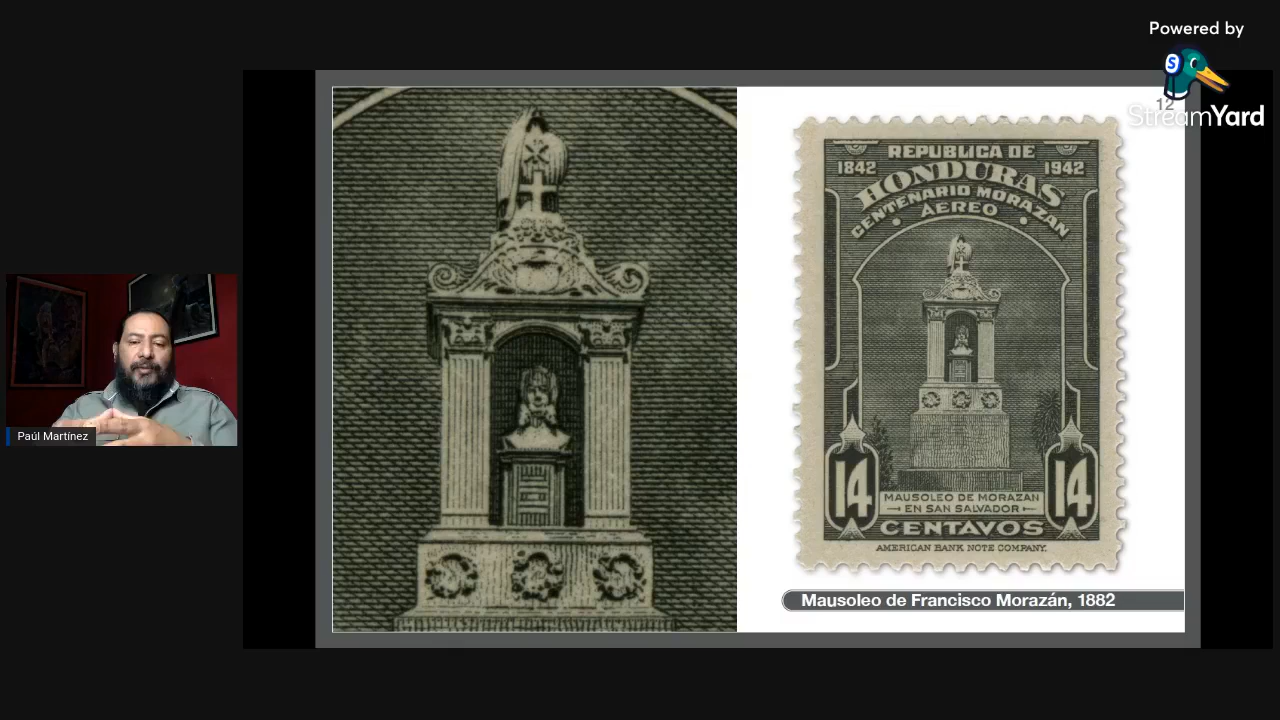 Powered by
S
12
StreamYard
REPUBLICA DE
1842
1942
HONDURAS
CENTENARIO MORAZAN
AEREO
14
14
MAUSOLEO DE MORAZAN
EN SAN SALVADOR
CENTAVOS
AMERICAN BANK NOTE COMPANY.
Mausoleo de Francisco Morazán, 1882
Paúl Martínez